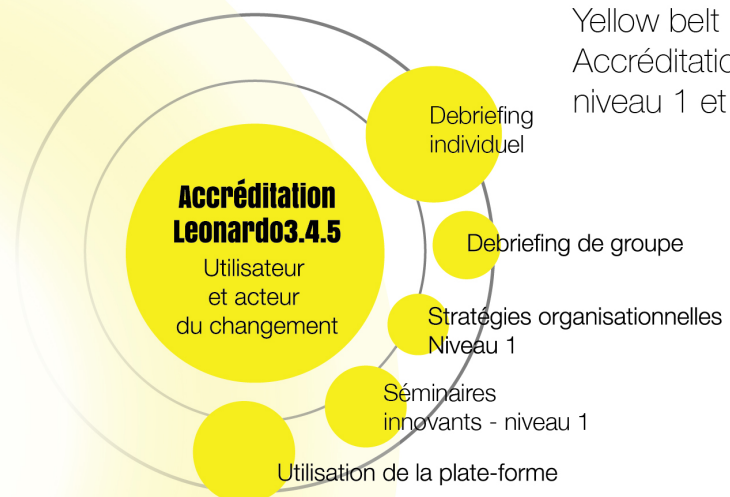 Yellow belt
niveau 1 et
Debriefing
individuel
Accréditation
Leonardo3.4.5
Utilisateur
et acteur
du changement
Debriefing de groupe
Stratégies organisationnelles
Niveau 1
Séminaires
innovants - niveau 1
Utilisation de la plate-forme